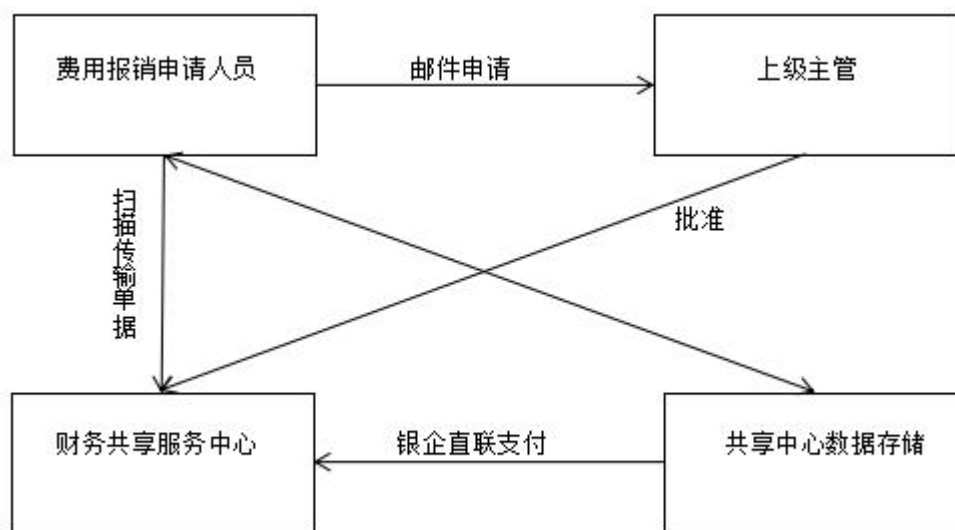 费用报销申请人员
邮件申请
上级主管
扫描传输单据
批准
财务共享服务中心
银企直联支付
共享中心数据存储